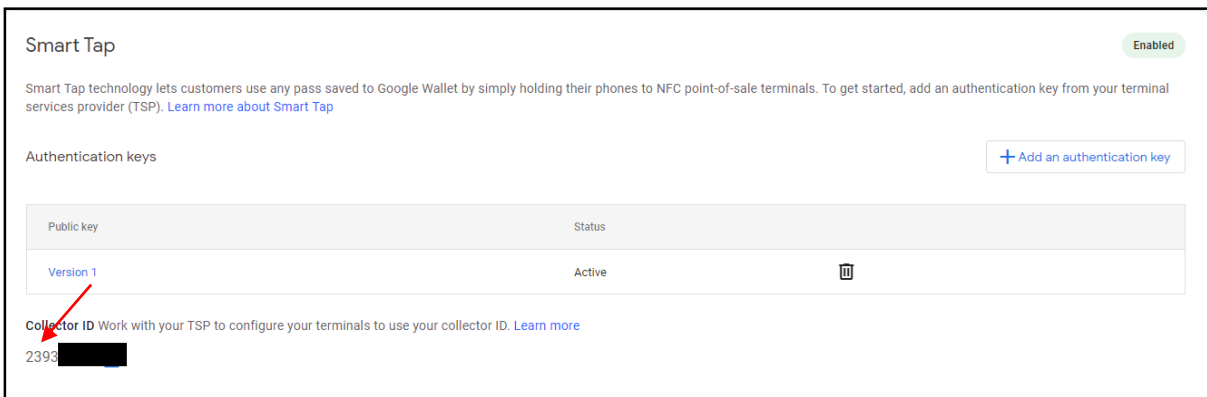 Smart Tap
Enabled
Smart Tap technology lets customers use any pass saved to Google Wallet by simply holding their phones to NFC point-of-sale terminals. To get started, add an authentication key from your terminal
services provider (TSP). Learn more about Smart Tap
Authentication keys
+ Add an authentication key
Public key Status
Version 1 Active
Collector ID Work with your TSP to configure your terminals to use your collector ID. Learn more
2393